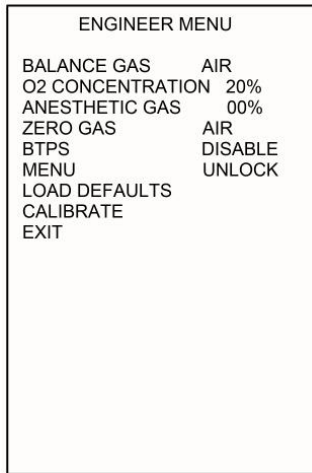 ENGINEER MENU
BALANCE GAS AIR
O2 CONCENTRATION 20%
ANESTHETIC GAS 00%
ZERO GAS AIR
BTPS DISABLE
MENU UNLOCK
LOAD DEFAULTS
CALIBRATE
EXIT